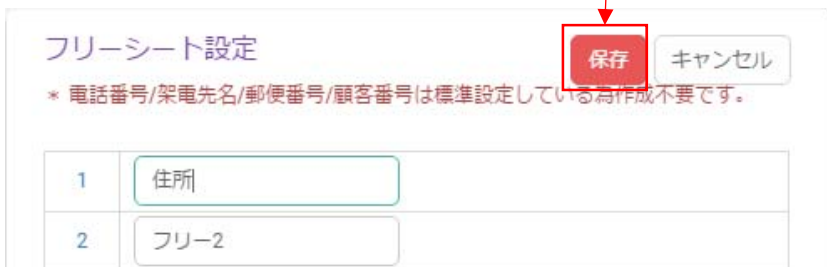 フリーシート設定
保存 キャンセル
* 電話番号/架電先名/郵便番号/顧客番号は標準設定している為作成不要です。
1 住所
2 フリー2